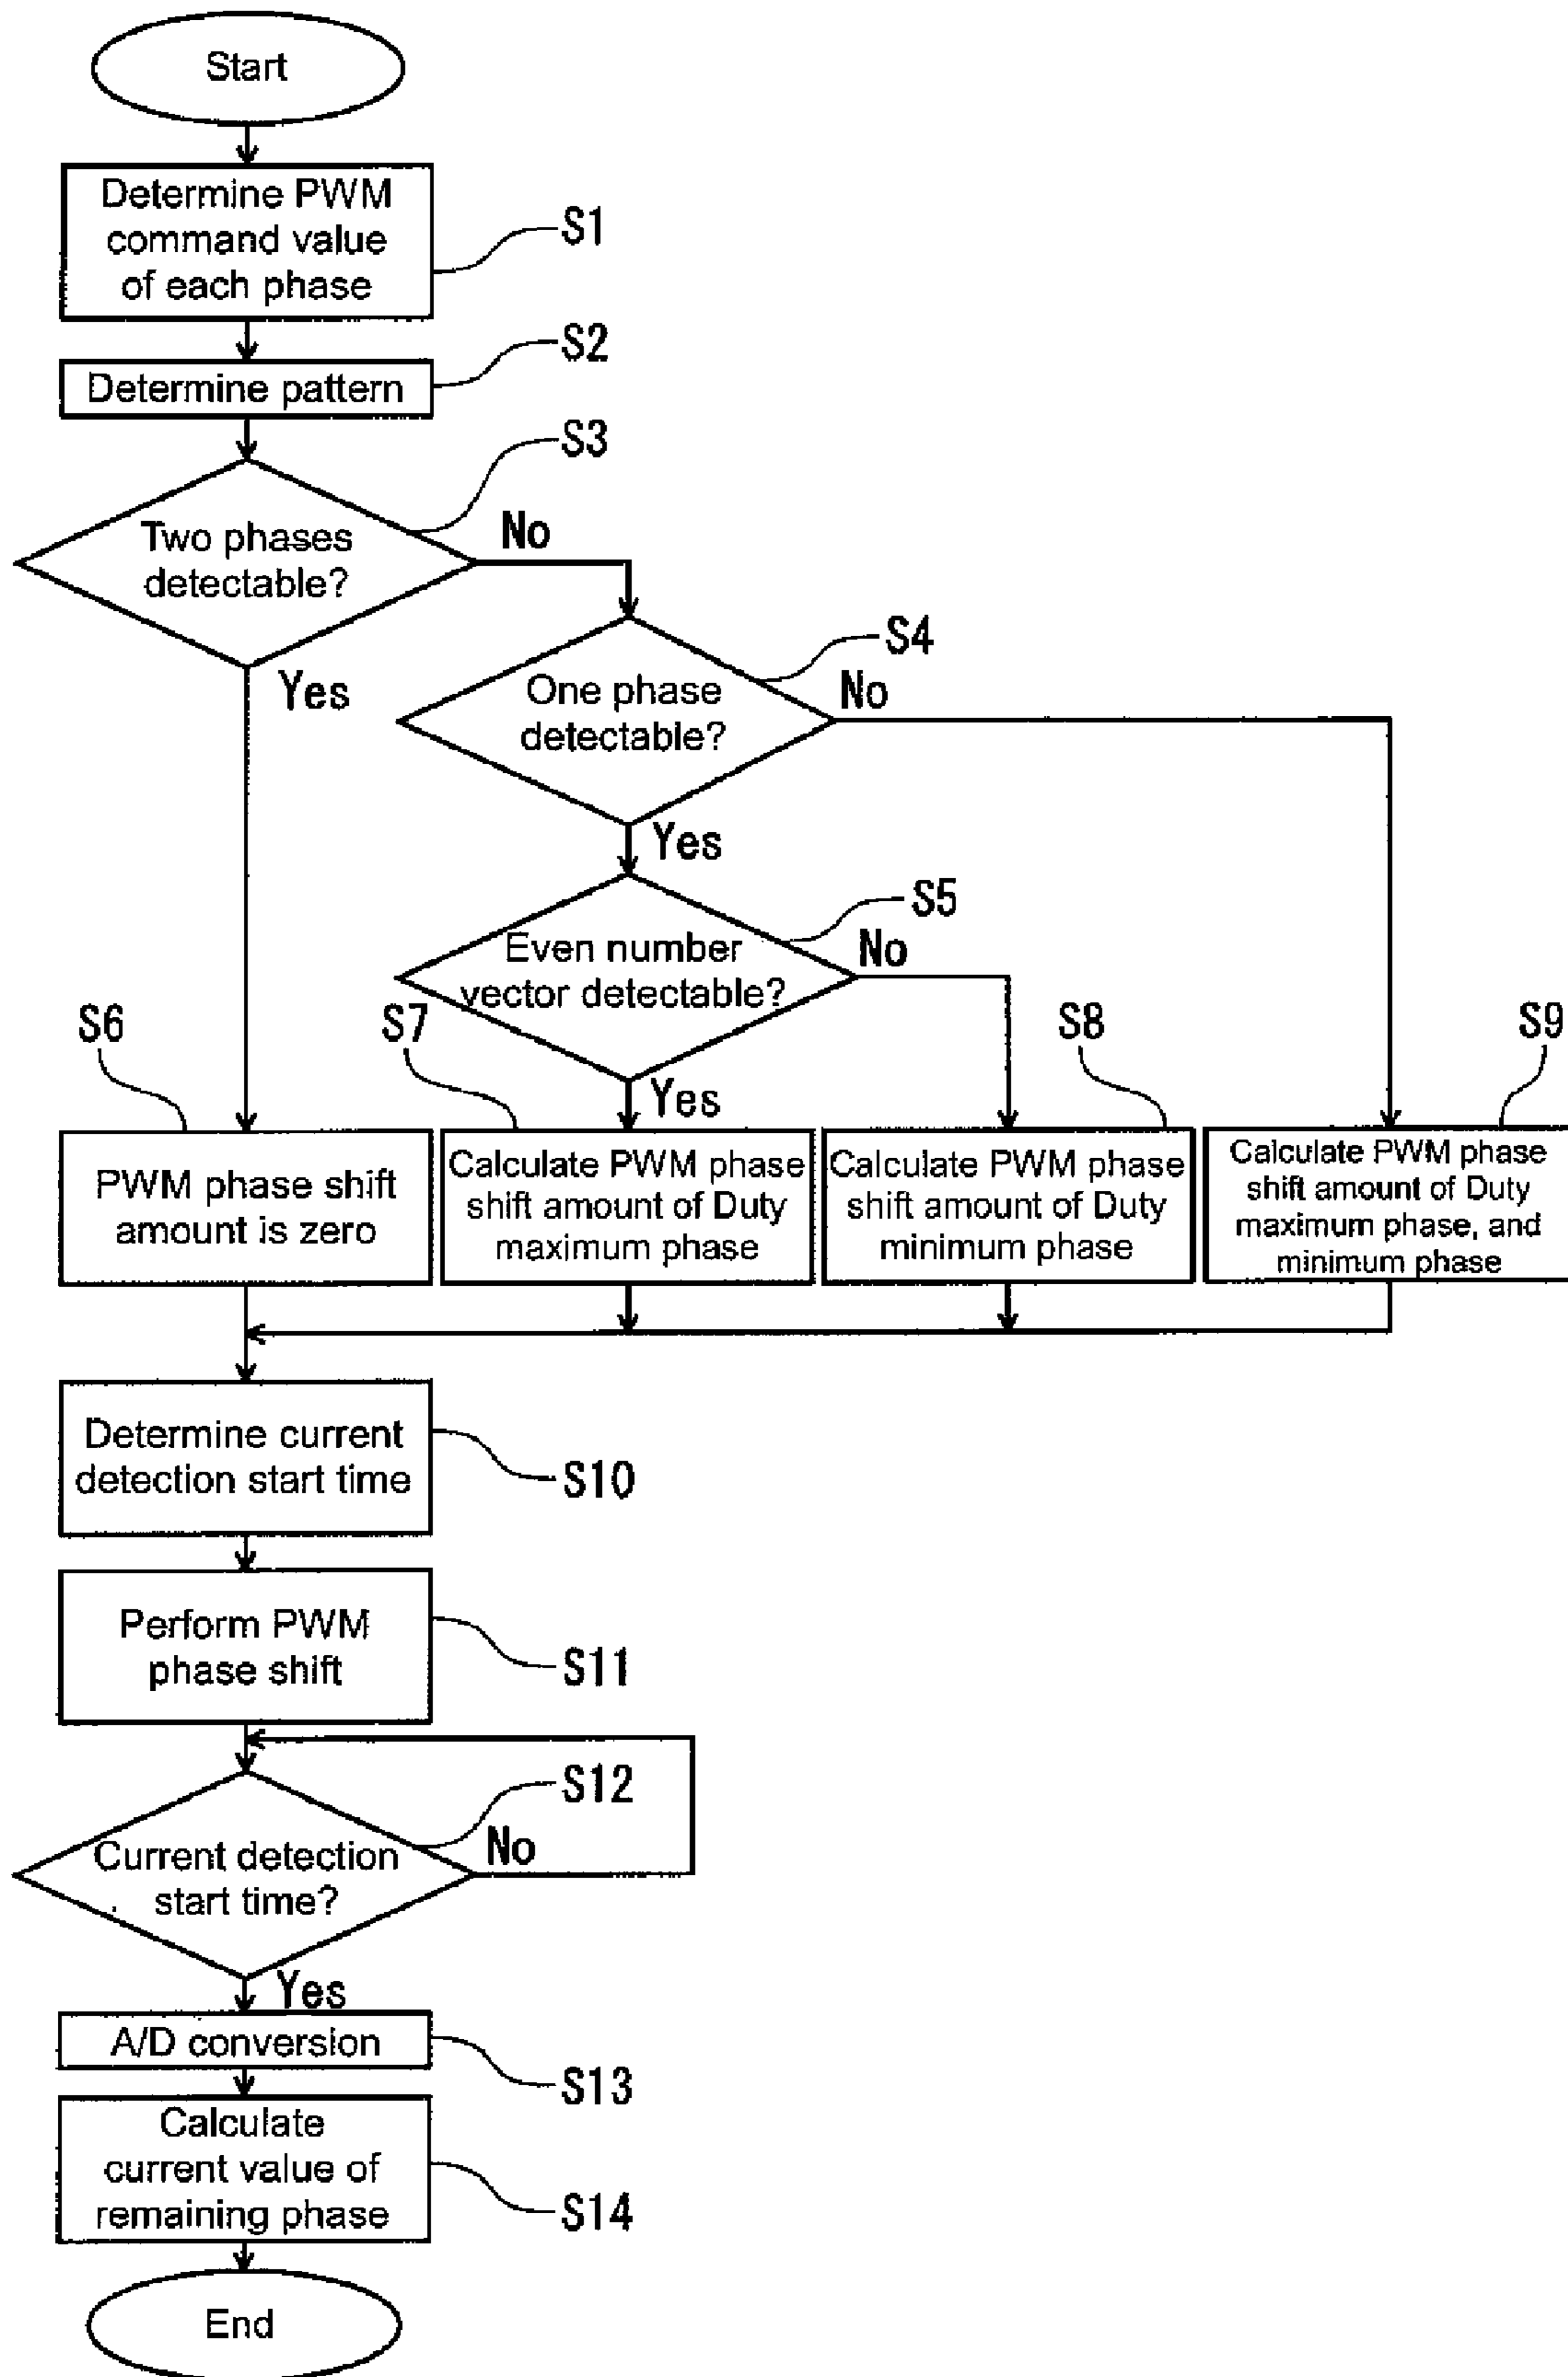 Start
Determine PWM
command value
of each phase
S1
S2
Determine pattern
S3
Two phases
detectable?
No
Yes
S4
One phase
detectable?
No
Yes
S5
Even number
vector detectable?
No
Yes
S6
S7
S8
S9
PWM phase shift
amount is zero
Calculate PWM phase
shift amount of Duty
maximum phase
Calculate PWM phase
shift amount of Duty
minimum phase
Calculate PWM phase
shift amount of Duty
maximum phase, and
minimum phase
Determine current
detection start time
S10
Perform PWM
phase shift
S11
S12
Current detection
start time?
No
Yes
A/D conversion
S13
Calculate
current value of
remaining phase
S14
End